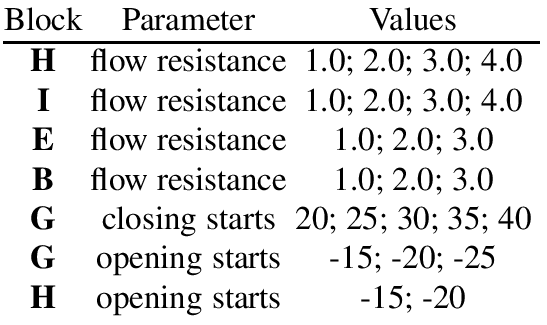 Block Parameter Values
H flow resistance 1.0; 2.0; 3.0; 4.0
I flow resistance 1.0; 2.0; 3.0; 4.0
E flow resistance 1.0; 2.0; 3.0
B flow resistance 1.0; 2.0; 3.0
G closing starts 20; 25; 30; 35; 40
G opening starts -15; -20; -25
H opening starts -15; -20